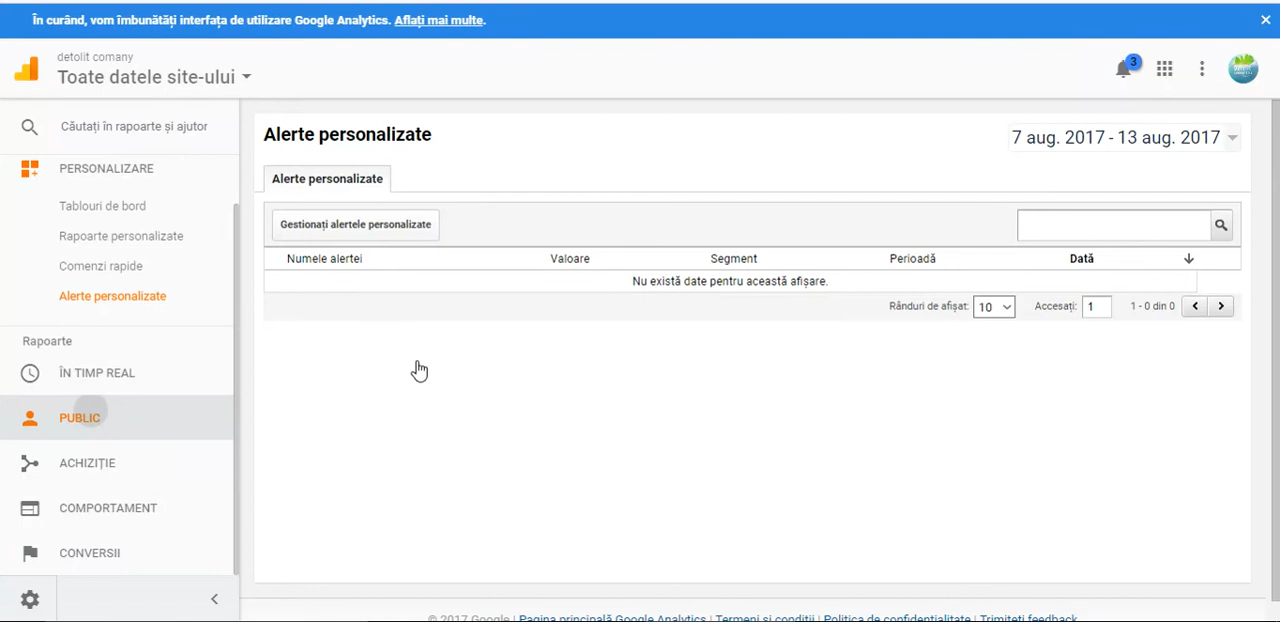 În curând, vom îmbunătăți interfața de utilizare Google Analytics. Aflați mai multe.
detolit comany
Toate datele site-ului
3
Căutați în rapoarte și ajutor
PERSONALIZARE
Tablouri de bord
Rapoarte personalizate
Comenzi rapide
Alerte personalizate
Rapoarte
ÎN TIMP REAL
PUBLIC
ACHIZIȚIE
COMPORTAMENT
CONVERSII
Alerte personalizate
7 aug. 2017 - 13 aug. 2017
Alerte personalizate
Gestionați alertele personalizate
Numele alertei Valoare Segment Perioadă Dată
Nu există date pentru această afișare.
Rânduri de afișat: 10 Accesați: 1 1 - 0 din 0
© 2017 Google | Pagina principală Google Analytics | Termeni și condiții | Politica de confidențialitate | Trimiteți feedback